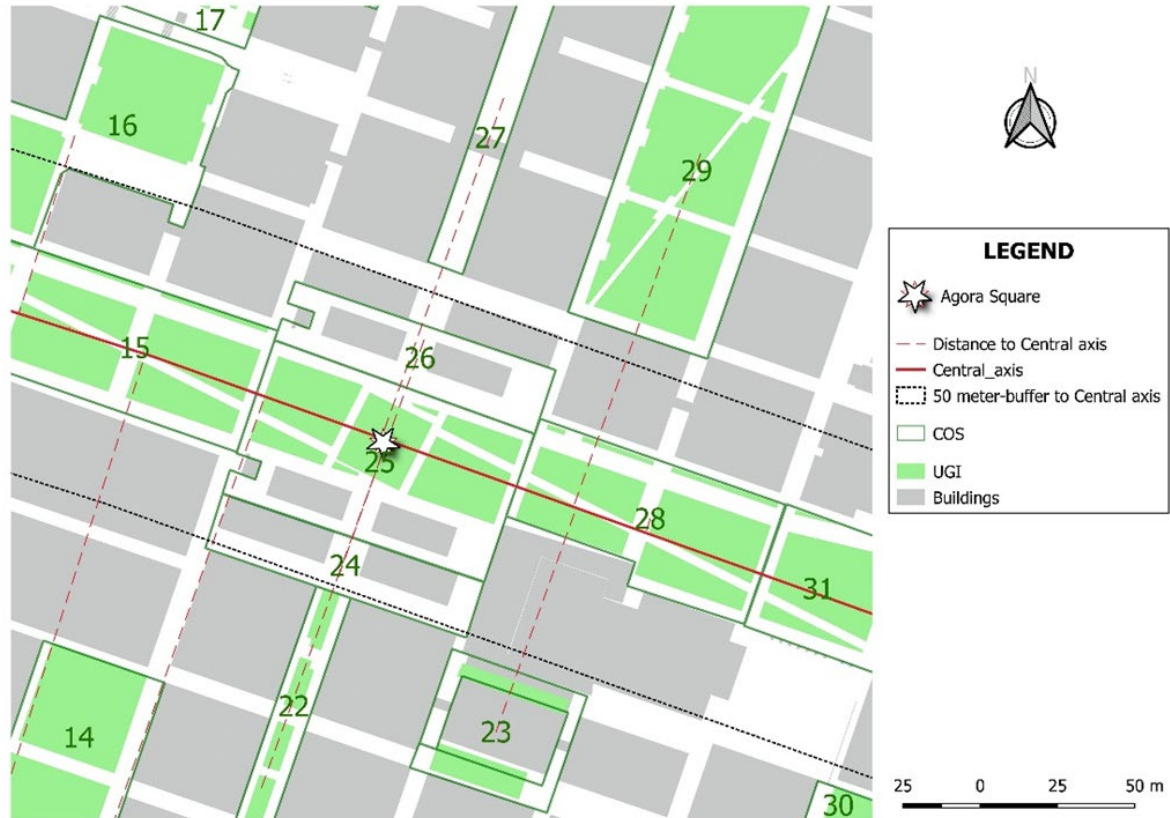 17
16
27
29
15
26
25
28
24
31
22
14
23
30
N
LEGEND
Agora Square
Distance to Central axis
Central_axis
50 meter-buffer to Central axis
COS
UGI
Buildings
25 0 25 50 m